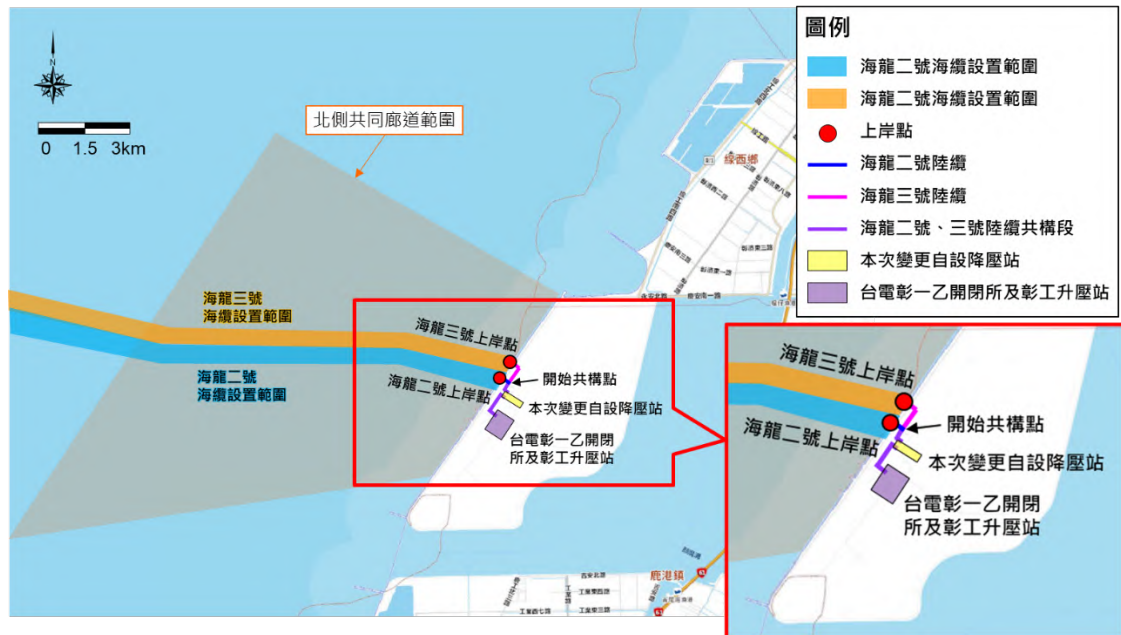 N
0 1.5 3km
北側共同廊道範圍
線西鄉
海龍三號
海纜設置範圍
海龍二號
海纜設置範圍
海龍三號上岸點
海龍二號上岸點
開始共構點
本次變更自設降壓站
台電彰一乙開閉
所及彰工升壓站
鹿港鎮
圖例
海龍二號海纜設置範圍
海龍二號海纜設置範圍
上岸點
海龍二號陸纜
海龍三號陸纜
海龍二號、三號陸纜共構段
本次變更自設降壓站
台電彰一乙開閉所及彰工升壓站
海龍三號上岸點
海龍二號上岸點
開始共構點
本次變更自設降壓站
台電彰一乙開閉
所及彰工升壓站